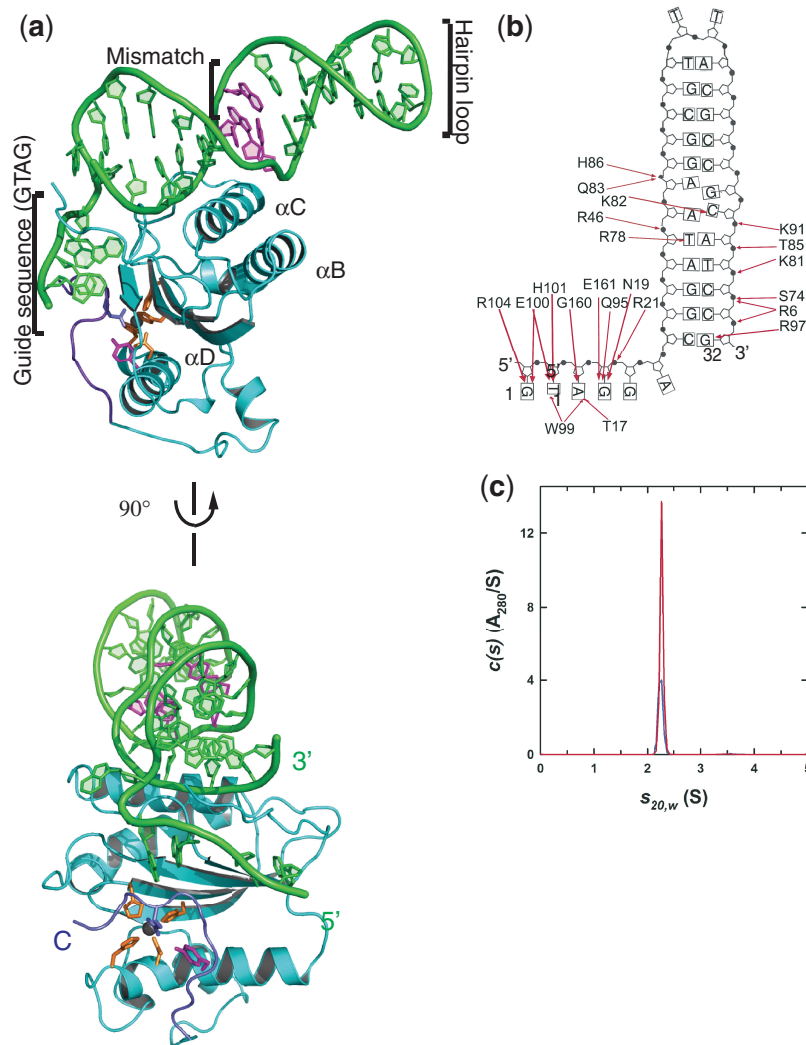 (a)
Mismatch
Hairpin loop
Guide sequence (GTAG)
αC
αB
αD
90°
3'
5'
C
(b)
T T
T A
G C
C G
G C
G C
H86
Q83
K82
A G
C
R46
A
K91
R78
T A
T85
A T
K81
G C
S74
R6
G C
R97
C G
32 3'
H101 E161 N19
R104 E100 G160 Q95 R21
5' 5'
1 G T A G G A
W99 T17
(c)
12
8
4
0
c(s) (A280/S)
0 1 2 3 4 5
s20,w (S)